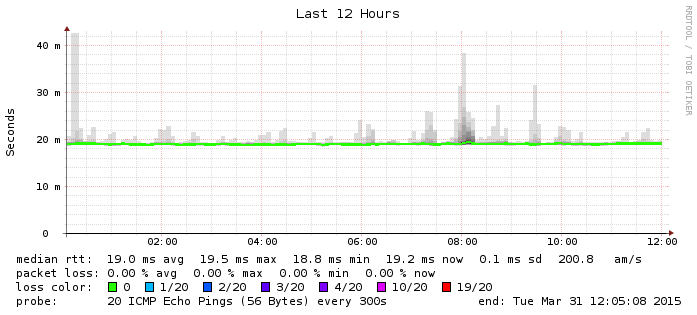 Last 12 Hours
RRDTOOL / TOBI OETIKER
Seconds
40 m
30 m
20 m
10 m
0
02:00 04:00 06:00 08:00 10:00 12:00
median rtt: 19.0 ms avg 19.5 ms max 18.8 ms min 19.2 ms now 0.1 ms sd 200.8 am/s
packet loss: 0.00 % avg 0.00 % max 0.00 % min 0.00 % now
loss color: 0 1/20 2/20 3/20 4/20 10/20 19/20
probe: 20 ICMP Echo Pings (56 Bytes) every 300s end: Tue Mar 31 12:05:08 2015